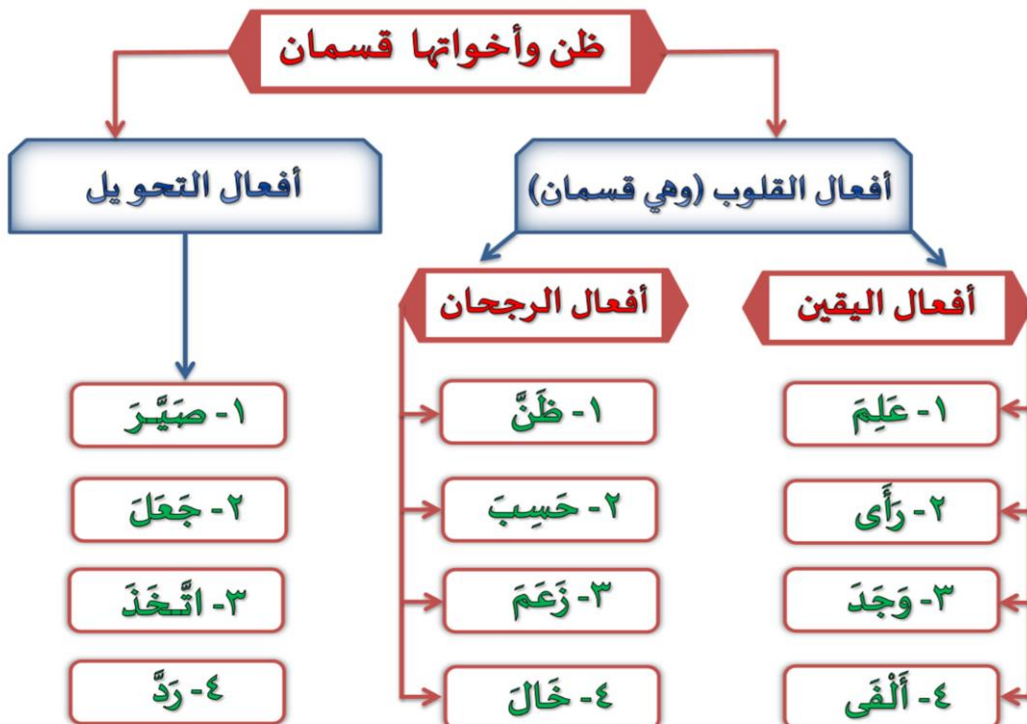 ظن وأخواتها قسمان
أفعال القلوب (وهي قسمان)
أفعال التحويل
أفعال اليقين
أفعال الرجحان
١- عَلِمَ
١- ظَنَّ
١- صَيَّرَ
٢- رَأَى
٢- حَسِبَ
٢- جَعَلَ
٣- وَجَدَ
٣- زَعَمَ
٣- اتَّخَذَ
٤- أَلْفَى
٤- خَالَ
٤- رَدَّ